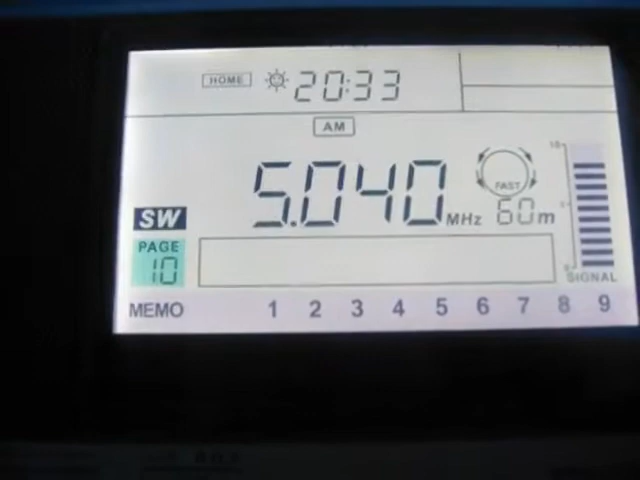 HOME 20:33
AM
5.040 MHz 60m
FAST
SW
PAGE
10
SIGNAL
MEMO 1 2 3 4 5 6 7 8 9